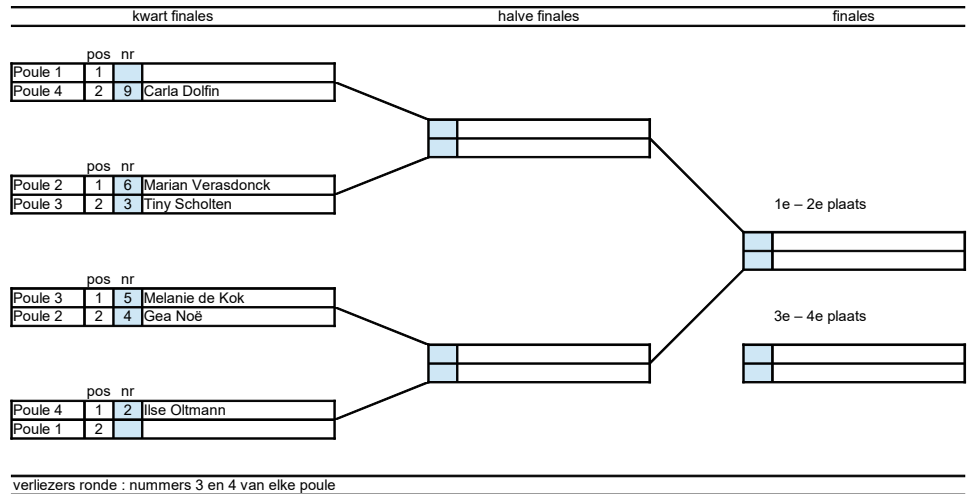 kwart finales halve finales finales
pos nr
Poule 1 1
Poule 4 2 9 Carla Dolfin
pos nr
Poule 2 1 6 Marian Verasdonck
Poule 3 2 3 Tiny Scholten
1e – 2e plaats
pos nr
Poule 3 1 5 Melanie de Kok
Poule 2 2 4 Gea Noë
3e – 4e plaats
pos nr
Poule 4 1 2 Ilse Oltmann
Poule 1 2
verliezers ronde : nummers 3 en 4 van elke poule